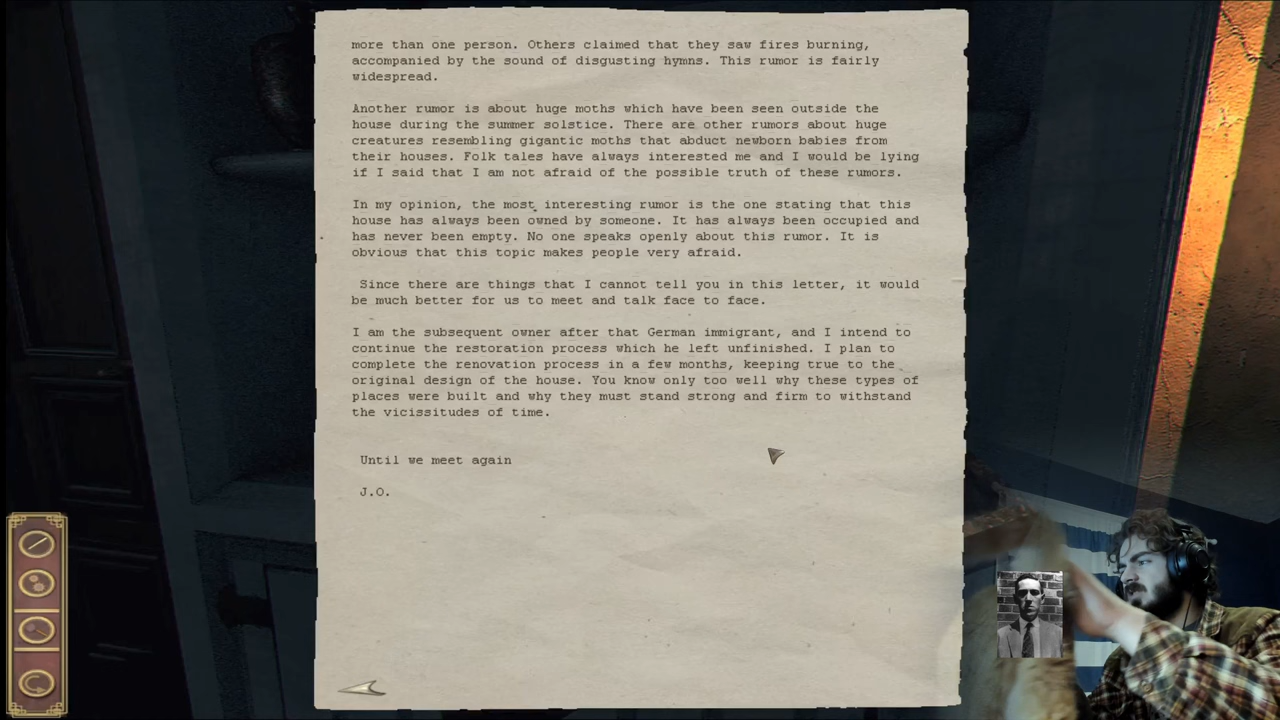 more than one person. Others claimed that they saw fires burning,
accompanied by the sound of disgusting hymns. This rumor is fairly
widespread.
Another rumor is about huge moths which have been seen outside the
house during the summer solstice. There are other rumors about huge
creatures resembling gigantic moths that abduct newborn babies from
their houses. Folk tales have always interested me and I would be lying
if I said that I am not afraid of the possible truth of these rumors.
In my opinion, the most interesting rumor is the one stating that this
house has always been owned by someone. It has always been occupied and
has never been empty. No one speaks openly about this rumor. It is
obvious that this topic makes people very afraid.
Since there are things that I cannot tell you in this letter, it would
be much better for us to meet and talk face to face.
I am the subsequent owner after that German immigrant, and I intend to
continue the restoration process which he left unfinished. I plan to
complete the renovation process in a few months, keeping true to the
original design of the house. You know only too well why these types of
places were built and why they must stand strong and firm to withstand
the vicissitudes of time.
Until we meet again
J.O.